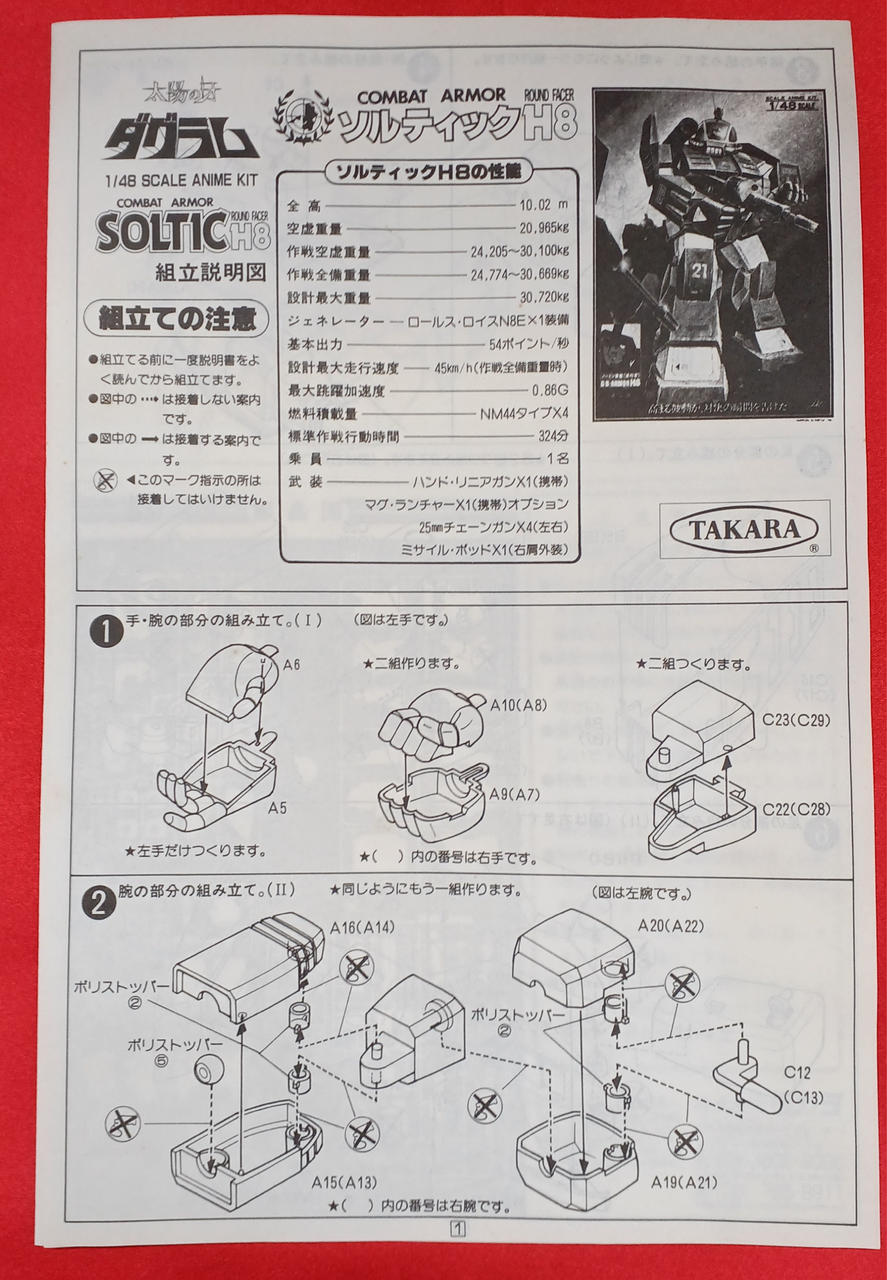 太陽の牙
ダグラム
1/48 SCALE ANIME KIT
COMBAT ARMOR
SOLTIC ROUND FACER H8
組立説明図
組立ての注意
●組立てる前に一度説明書をよ
く読んでから組立てます。
●図中の ････▶ は接着しない案内
です。
●図中の ━▶ は接着する案内で
す。
◀このマーク指示の所は
接着してはいけません。
COMBAT ARMOR ROUND FACER
ソルティック H8
ソルティックH8の性能
全高 10.02 m
空虚重量 20,965kg
作戦空虚重量 24,205〜30,100kg
作戦全備重量 24,774〜30,669kg
設計最大重量 30,720kg
ジェネレーター ロールス・ロイスN8E×1装備
基本出力 54ポイント/秒
設計最大走行速度 45km/h(作戦全備重量時)
最大跳躍加速度 0.86G
燃料積載量 NM44タイプX4
標準作戦行動時間 324分
乗員 1名
武装 ハンド・リニアガンX1(携帯)
マグ・ランチャーX1(携帯)オプション
25㎜チェーンガンX4(左右)
ミサイル・ポッドX1(右肩外装)
SCALE ANIME KIT
1/48 SCALE
21
TAKARA
®
1 手・腕の部分の組み立て。(I) (図は左手です。)
A6
A5
★左手だけつくります。
★二組作ります。
A10(A8)
A9(A7)
★( )内の番号は右手です。
★二組つくります。
C23(C29)
C22(C28)
2 腕の部分の組み立て。(II) ★同じようにもう一組作ります。 (図は左腕です。)
A16(A14)
ポリストッパー
②
ポリストッパー
⑤
A15(A13)
A20(A22)
ポリストッパー
②
C12
(C13)
A19(A21)
★( )内の番号は右腕です。
1